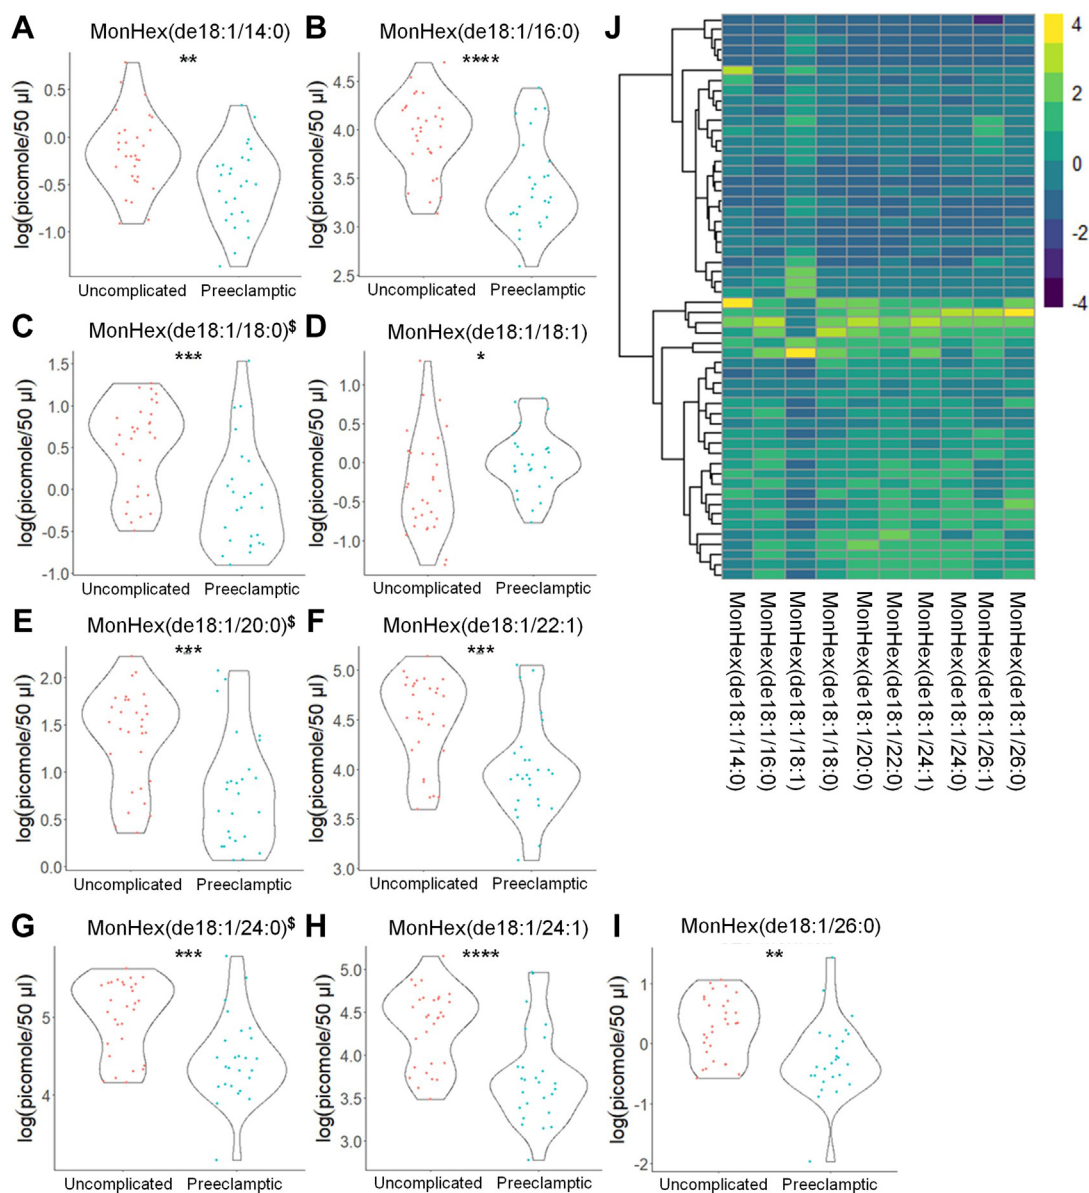 A
MonHex(de18:1/14:0)
**
log(picomole/50 µl)
0.5
0.0
-0.5
-1.0
Uncomplicated Preeclamptic
B
MonHex(de18:1/16:0)
****
log(picomole/50 µl)
4.5
4.0
3.5
3.0
2.5
Uncomplicated Preeclamptic
C
MonHex(de18:1/18:0)$
***
log(picomole/50 µl)
1.5
1.0
0.5
0.0
-0.5
-1.0
Uncomplicated Preeclamptic
D
MonHex(de18:1/18:1)
*
log(picomole/50 µl)
1.0
0.5
0.0
-0.5
-1.0
Uncomplicated Preeclamptic
E
MonHex(de18:1/20:0)$
***
log(picomole/50 µl)
2.0
1.5
1.0
0.5
0.0
Uncomplicated Preeclamptic
F
MonHex(de18:1/22:1)
***
log(picomole/50 µl)
5.0
4.5
4.0
3.5
3.0
Uncomplicated Preeclamptic
G
MonHex(de18:1/24:0)$
***
log(picomole/50 µl)
5
4
Uncomplicated Preeclamptic
H
MonHex(de18:1/24:1)
****
log(picomole/50 µl)
5.0
4.5
4.0
3.5
3.0
Uncomplicated Preeclamptic
I
MonHex(de18:1/26:0)
**
log(picomole/50 µl)
1
0
-1
-2
Uncomplicated Preeclamptic
J
4
2
0
-2
-4
MonHex(de18:1/14:0)
MonHex(de18:1/16:0)
MonHex(de18:1/18:1)
MonHex(de18:1/18:0)
MonHex(de18:1/20:0)
MonHex(de18:1/22:0)
MonHex(de18:1/24:1)
MonHex(de18:1/24:0)
MonHex(de18:1/26:1)
MonHex(de18:1/26:0)